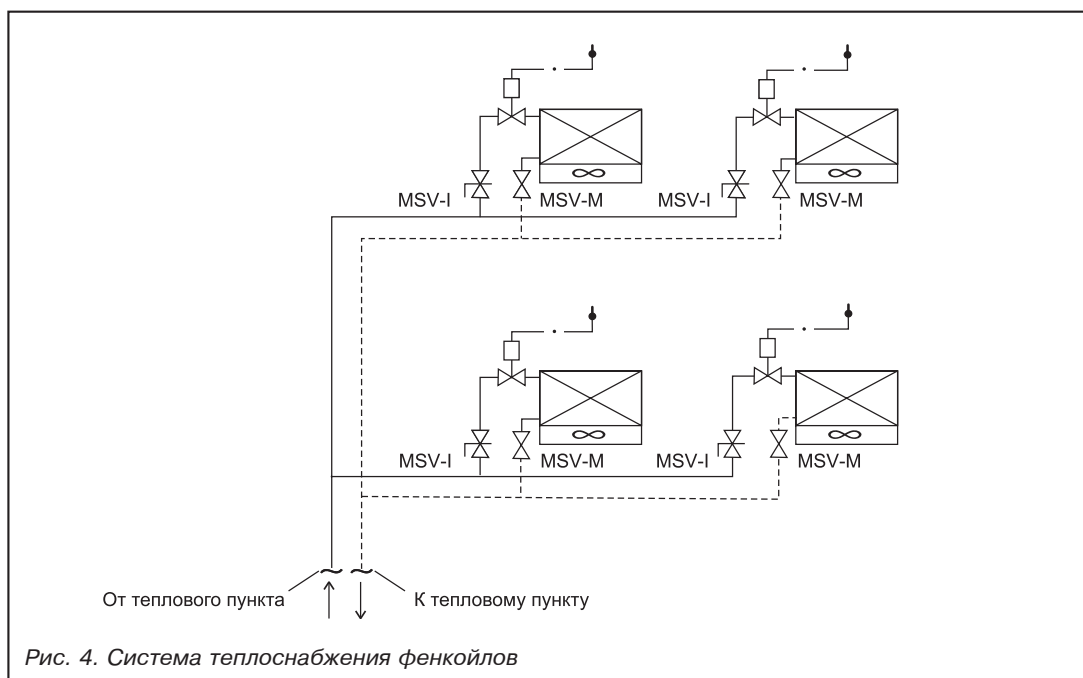 MSV-I MSV-M MSV-I MSV-M
MSV-I MSV-M MSV-I MSV-M
От теплового пункта К тепловому пункту
Рис. 4. Система теплоснабжения фенкойлов